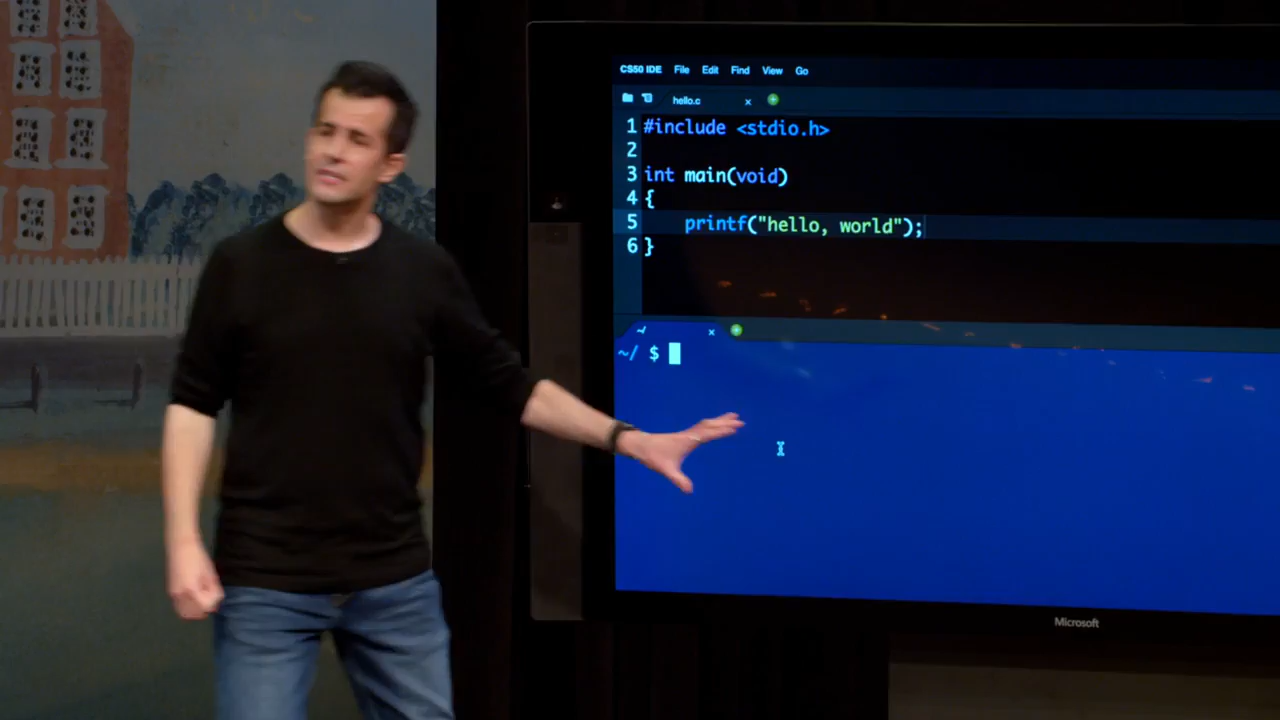 CS50 IDE File Edit Find View Go
hello.c x
1 #include <stdio.h>
2
3 int main(void)
4 {
5     printf("hello, world");
6 }
~/ x
~/ $
Microsoft